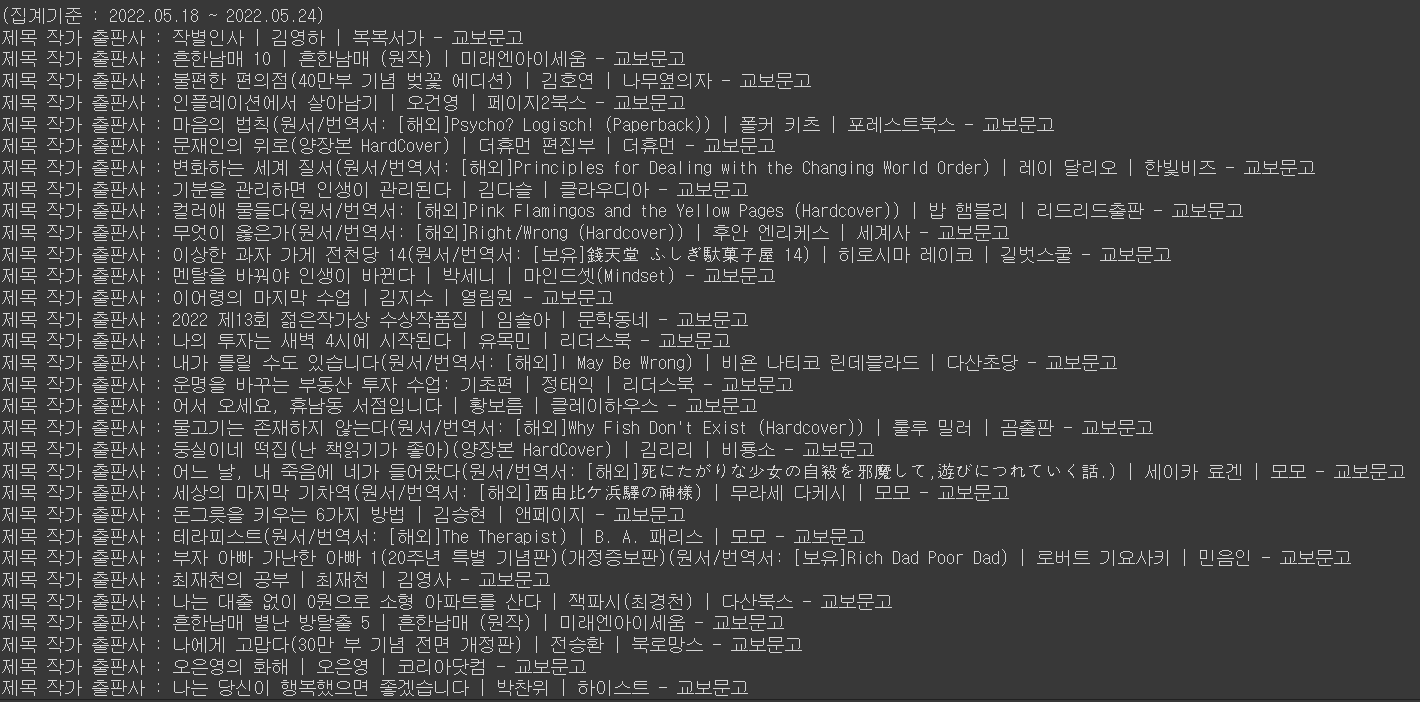 (집계기준 : 2022.05.18 ~ 2022.05.24)
제목 작가 출판사 : 작별인사 | 김영하 | 복복서가 - 교보문고
제목 작가 출판사 : 흔한남매 10 | 흔한남매 (원작) | 미래엔아이세움 - 교보문고
제목 작가 출판사 : 불편한 편의점(40만부 기념 벚꽃 에디션) | 김호연 | 나무옆의자 - 교보문고
제목 작가 출판사 : 인플레이션에서 살아남기 | 오건영 | 페이지2북스 - 교보문고
제목 작가 출판사 : 마음의 법칙(원서/번역서: [해외]Psycho? Logisch! (Paperback)) | 폴커 키츠 | 포레스트북스 - 교보문고
제목 작가 출판사 : 문재인의 위로(양장본 HardCover) | 더휴먼 편집부 | 더휴먼 - 교보문고
제목 작가 출판사 : 변화하는 세계 질서(원서/번역서: [해외]Principles for Dealing with the Changing World Order) | 레이 달리오 | 한빛비즈 - 교보문고
제목 작가 출판사 : 기분을 관리하면 인생이 관리된다 | 김다슬 | 클라우디아 - 교보문고
제목 작가 출판사 : 컬러애 물들다(원서/번역서: [해외]Pink Flamingos and the Yellow Pages (Hardcover)) | 밥 햄블리 | 리드리드출판 - 교보문고
제목 작가 출판사 : 무엇이 옳은가(원서/번역서: [해외]Right/Wrong (Hardcover)) | 후안 엔리케스 | 세계사 - 교보문고
제목 작가 출판사 : 이상한 과자 가게 전천당 14(원서/번역서: [보유]錢天堂 ふしぎ駄菓子屋 14) | 히로시마 레이코 | 길벗스쿨 - 교보문고
제목 작가 출판사 : 멘탈을 바꿔야 인생이 바뀐다 | 박세니 | 마인드셋(Mindset) - 교보문고
제목 작가 출판사 : 이어령의 마지막 수업 | 김지수 | 열림원 - 교보문고
제목 작가 출판사 : 2022 제13회 젊은작가상 수상작품집 | 임솔아 | 문학동네 - 교보문고
제목 작가 출판사 : 나의 투자는 새벽 4시에 시작된다 | 유목민 | 리더스북 - 교보문고
제목 작가 출판사 : 내가 틀릴 수도 있습니다(원서/번역서: [해외]I May Be Wrong) | 비욘 나티코 린데블라드 | 다산초당 - 교보문고
제목 작가 출판사 : 운명을 바꾸는 부동산 투자 수업: 기초편 | 정태익 | 리더스북 - 교보문고
제목 작가 출판사 : 어서 오세요, 휴남동 서점입니다 | 황보름 | 클레이하우스 - 교보문고
제목 작가 출판사 : 물고기는 존재하지 않는다(원서/번역서: [해외]Why Fish Don't Exist (Hardcover)) | 룰루 밀러 | 곰출판 - 교보문고
제목 작가 출판사 : 둥실이네 떡집(난 책읽기가 좋아)(양장본 HardCover) | 김리리 | 비룡소 - 교보문고
제목 작가 출판사 : 어느 날, 내 죽음에 네가 들어왔다(원서/번역서: [해외]死にたがりな少女の自殺を邪魔して,遊びにつれていく話.) | 세이카 료겐 | 모모 - 교보문고
제목 작가 출판사 : 세상의 마지막 기차역(원서/번역서: [해외]西由比ケ浜驛の神樣) | 무라세 다케시 | 모모 - 교보문고
제목 작가 출판사 : 돈그릇을 키우는 6가지 방법 | 김승현 | 앤페이지 - 교보문고
제목 작가 출판사 : 테라피스트(원서/번역서: [해외]The Therapist) | B. A. 패리스 | 모모 - 교보문고
제목 작가 출판사 : 부자 아빠 가난한 아빠 1(20주년 특별 기념판)(개정증보판)(원서/번역서: [보유]Rich Dad Poor Dad) | 로버트 기요사키 | 민음인 - 교보문고
제목 작가 출판사 : 최재천의 공부 | 최재천 | 김영사 - 교보문고
제목 작가 출판사 : 나는 대출 없이 0원으로 소형 아파트를 산다 | 잭파시(최경천) | 다산북스 - 교보문고
제목 작가 출판사 : 흔한남매 별난 방탈출 5 | 흔한남매 (원작) | 미래엔아이세움 - 교보문고
제목 작가 출판사 : 나에게 고맙다(30만 부 기념 전면 개정판) | 전승환 | 북로망스 - 교보문고
제목 작가 출판사 : 오은영의 화해 | 오은영 | 코리아닷컴 - 교보문고
제목 작가 출판사 : 나는 당신이 행복했으면 좋겠습니다 | 박찬위 | 하이스트 - 교보문고